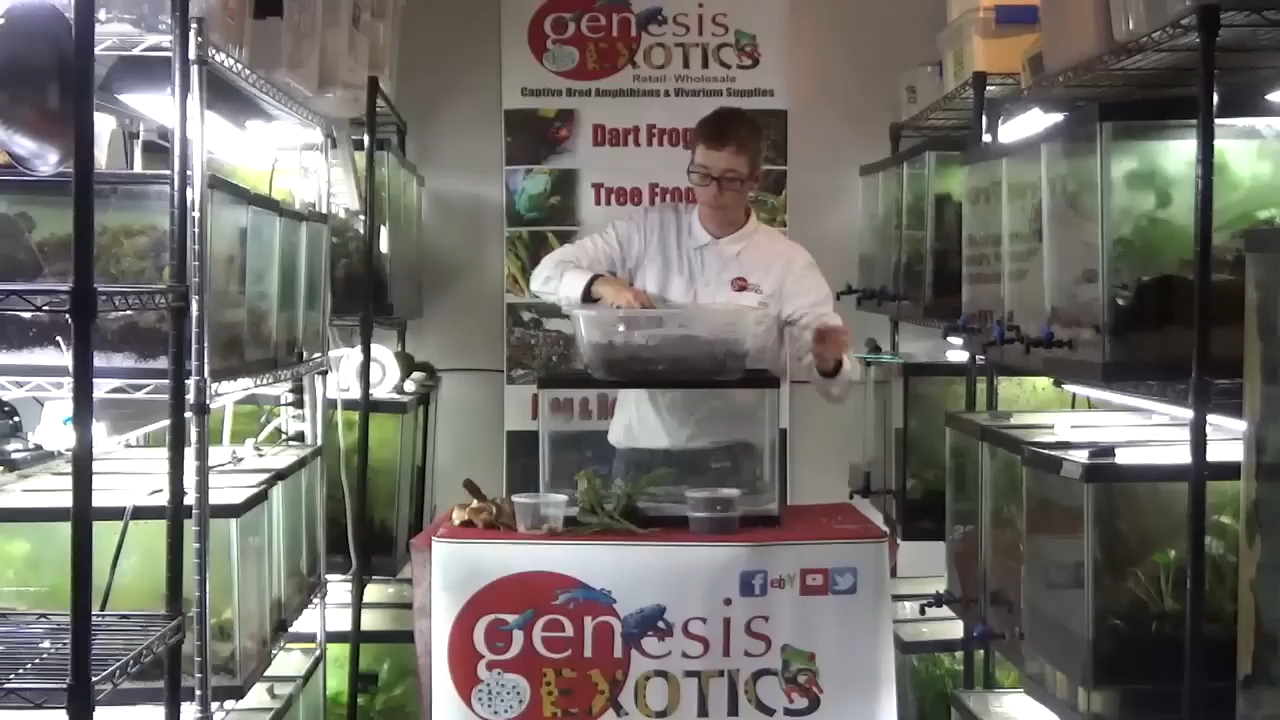 genesis
EXOTICS
Retail - Wholesale
Captive Bred Amphibians & Vivarium Supplies
Dart Frog
Tree Frog
genesis
EXOTICS